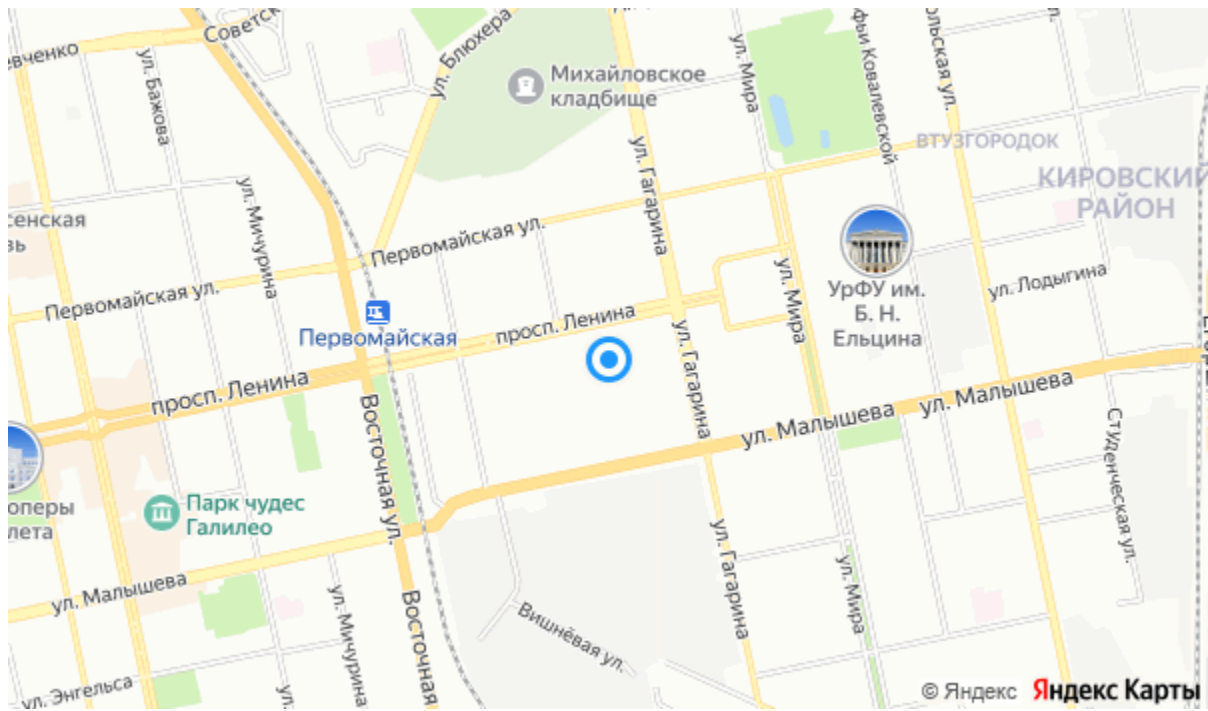 Советск
ул. Блюхера
ул. Мира
фьи Ковалевской
ольская ул.
евченко
ул. Бажова
Михайловское
кладбище
ул. Гагарина
ВТУЗГОРОДОК
КИРОВСКИЙ
РАЙОН
ул. Мичурина
сенская
вь
Первомайская ул.
Первомайская ул.
ул. Мира
УрФУ им.
Б. Н.
Ельцина
ул. Лодыгина
Первомайская
просп. Ленина
ул. Гагарина
просп. Ленина
ул. Малышева
ул. Малышева
Восточная ул.
Студенческая ул.
оперы
лета
Парк чудес
Галилео
ул. Гагарина
ул. Малышева
ул. Мичурина
Восточная
Вишнёвая ул.
ул. Мира
ул. Энгельса
ул.
© Яндекс Яндекс Карты